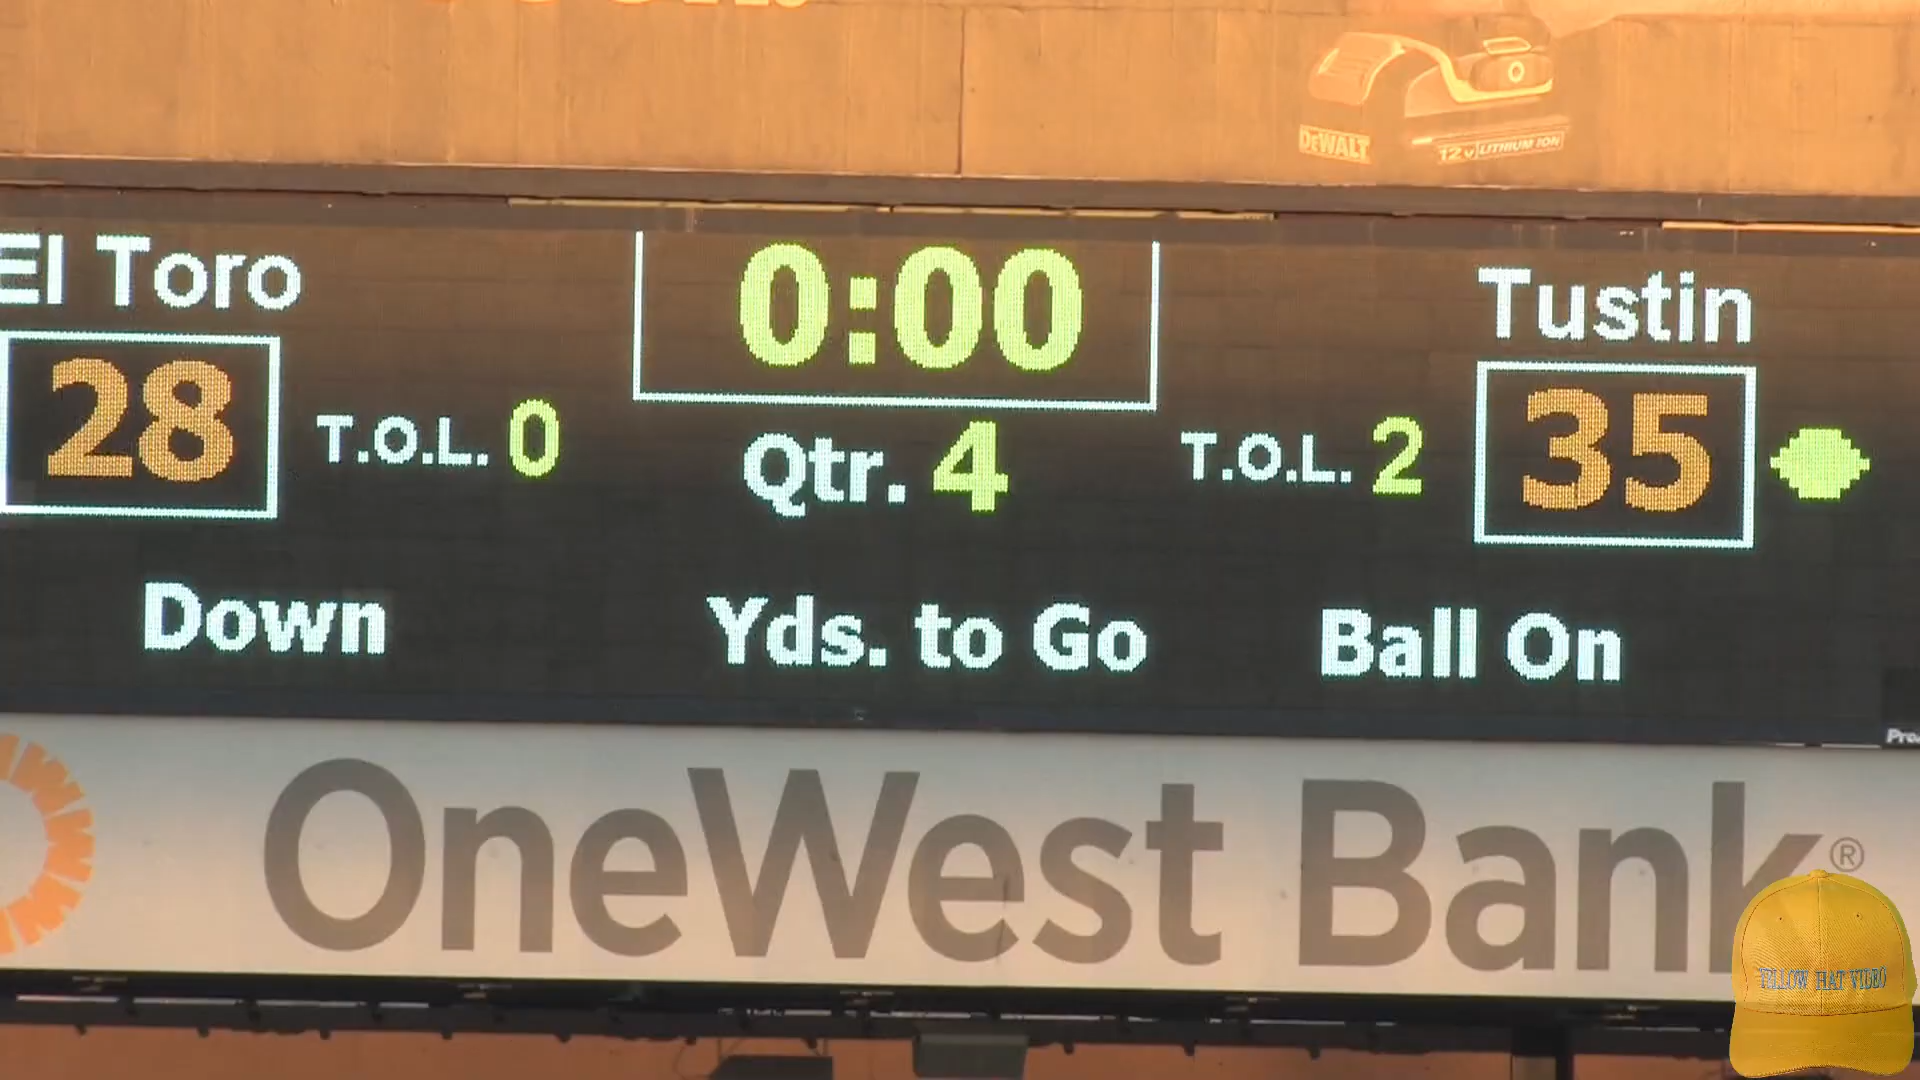 DeWALT
12V LITHIUM ION
El Toro
0:00
Tustin
28
T.O.L. 0
Qtr. 4
T.O.L. 2
35
Down
Yds. to Go
Ball On
OneWest Bank®
YELLOW HAT VIDEO